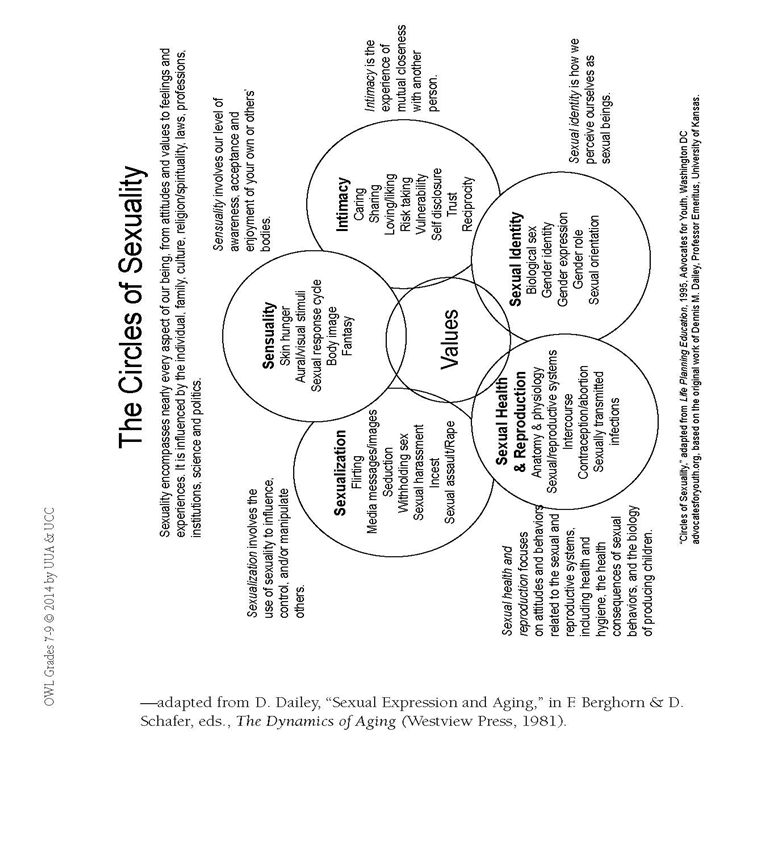 The Circles of Sexuality
Sexuality encompasses nearly every aspect of our being, from attitudes and values to feelings and
experiences. It is influenced by the individual, family, culture, religion/spirituality, laws, professions,
institutions, science and politics.
Sensuality involves our level of
awareness, acceptance and
enjoyment of your own or others'
bodies.
Intimacy is the
experience of
mutual closeness
with another
person.
Sensuality
Skin hunger
Aural/visual stimuli
Sexual response cycle
Body image
Fantasy
Intimacy
Caring
Sharing
Loving/liking
Risk taking
Vulnerability
Self disclosure
Trust
Reciprocity
Sexualization involves the
use of sexuality to influence,
control, and/or manipulate
others.
Sexualization
Flirting
Media messages/images
Seduction
Withholding sex
Sexual harassment
Incest
Sexual assault/Rape
Values
Sexual Identity
Biological sex
Gender identity
Gender expression
Gender role
Sexual orientation
Sexual identity is how we
perceive ourselves as
sexual beings.
Sexual Health
& Reproduction
Anatomy & physiology
Sexual/reproductive systems
Intercourse
Contraception/abortion
Sexually transmitted
infections
Sexual health and
reproduction focuses
on attitudes and behaviors
related to the sexual and
reproductive systems,
including health and
hygiene, the health
consequences of sexual
behaviors, and the biology
of producing children.
"Circles of Sexuality," adapted from Life Planning Education, 1995, Advocates for Youth, Washington DC
advocatesforyouth.org, based on the original work of Dennis M. Dailey, Professor Emeritus, University of Kansas.
OWL Grades 7-9 © 2014 by UUA & UCC
—adapted from D. Dailey, “Sexual Expression and Aging,” in F. Berghorn & D.
Schafer, eds., The Dynamics of Aging (Westview Press, 1981).